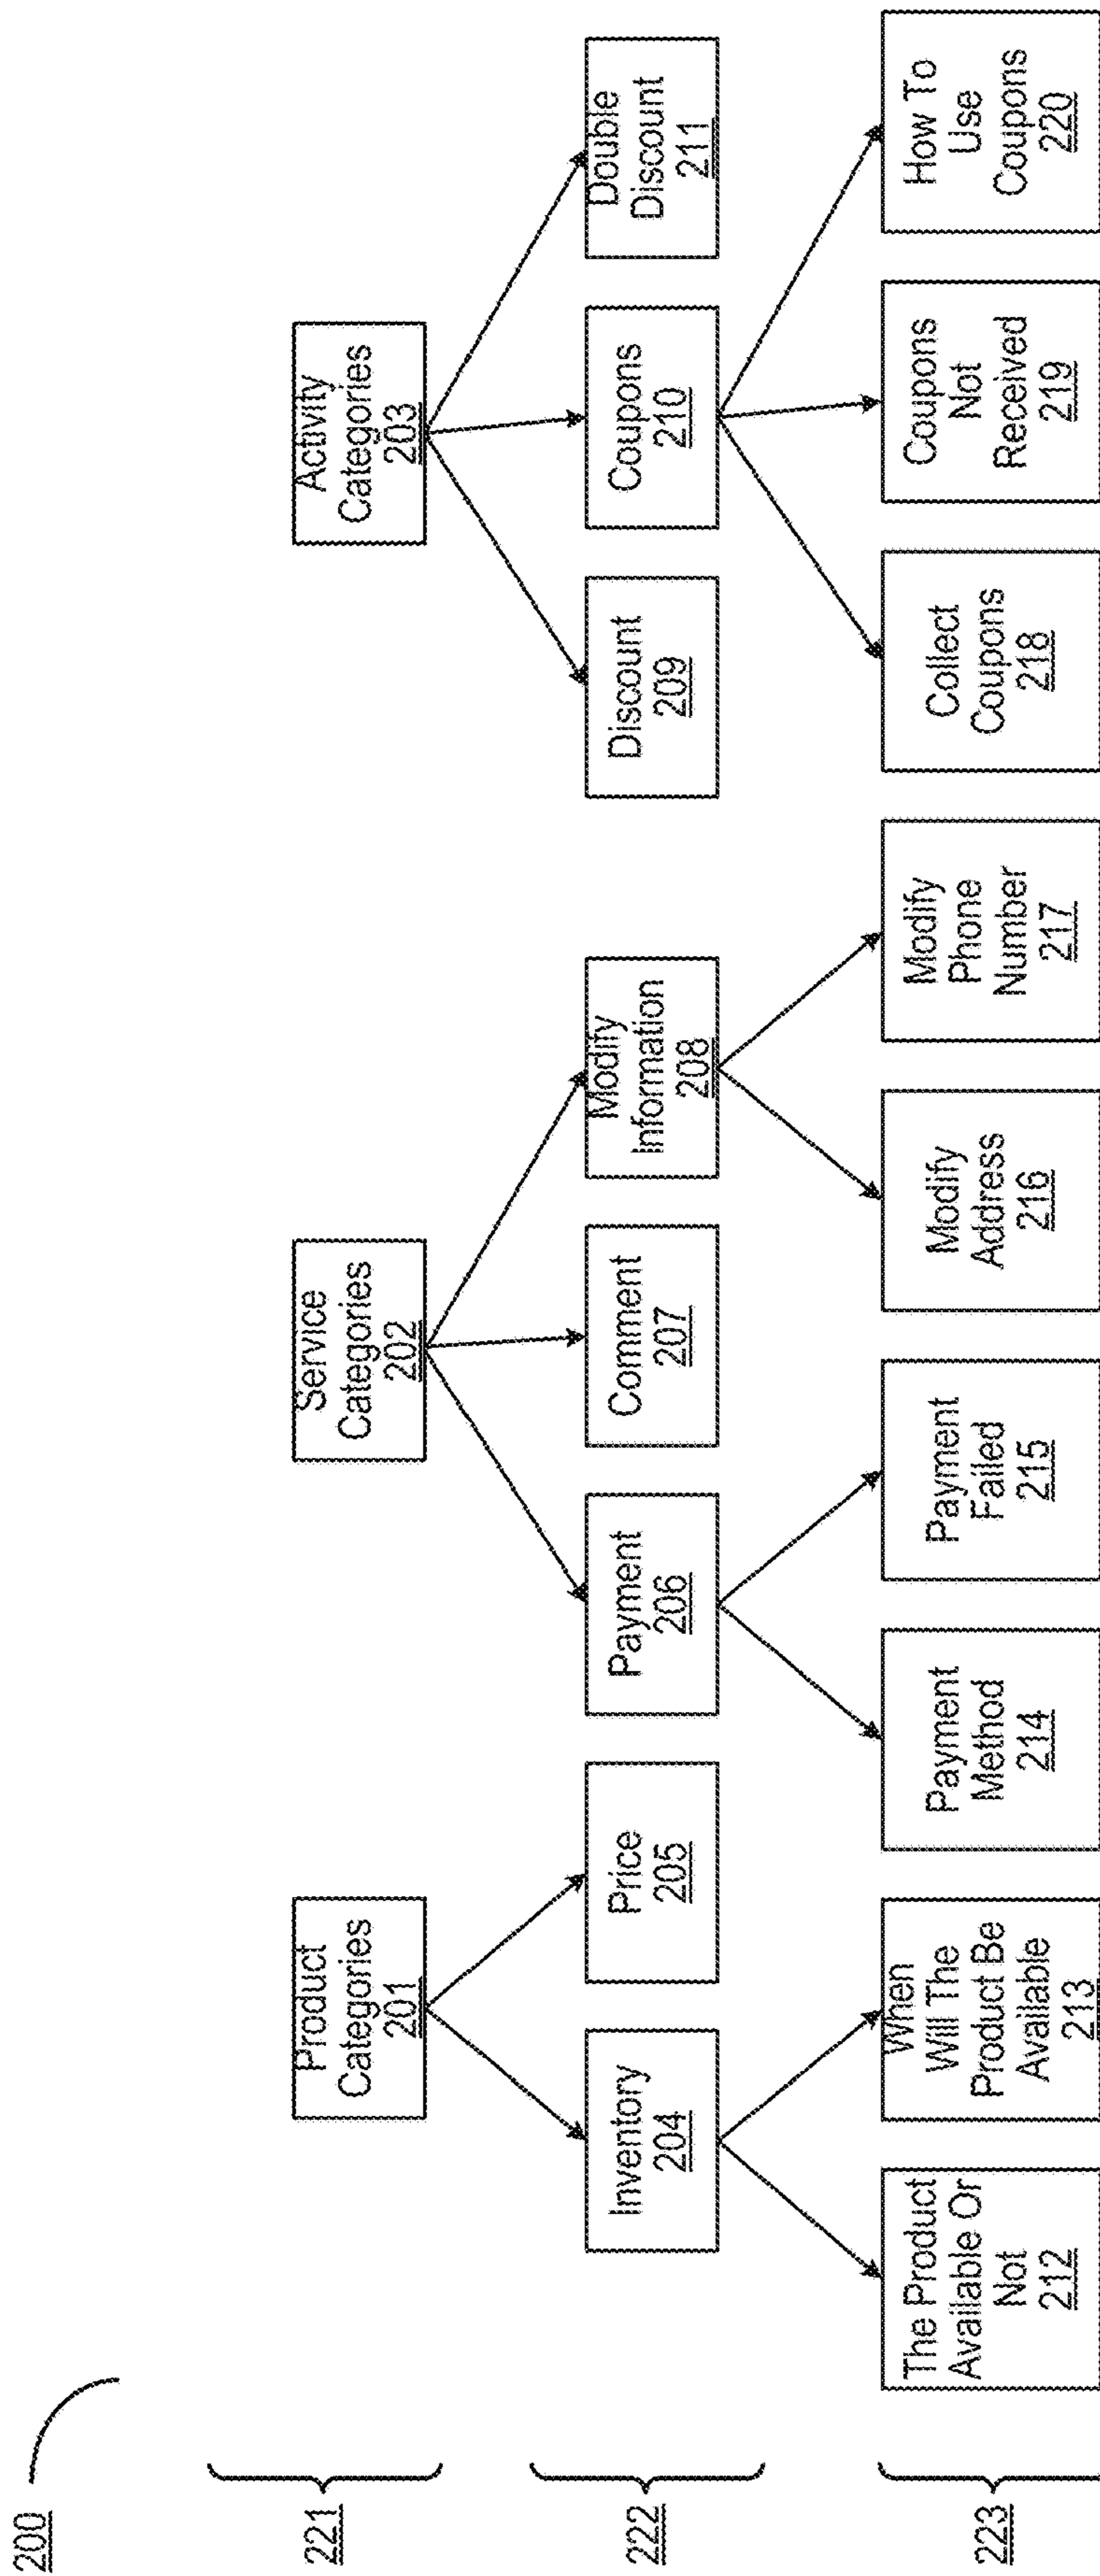 200
221
Product
Categories
201
Service
Categories
202
Activity
Categories
203
222
Inventory
204
Price
205
Payment
206
Comment
207
Modify
Information
208
Discount
209
Coupons
210
Double
Discount
211
223
The Product
Available Or
Not
212
When
Will The
Product Be
Available
213
Payment
Method
214
Payment
Failed
215
Modify
Address
216
Modify
Phone
Number
217
Collect
Coupons
218
Coupons
Not
Received
219
How To
Use
Coupons
220